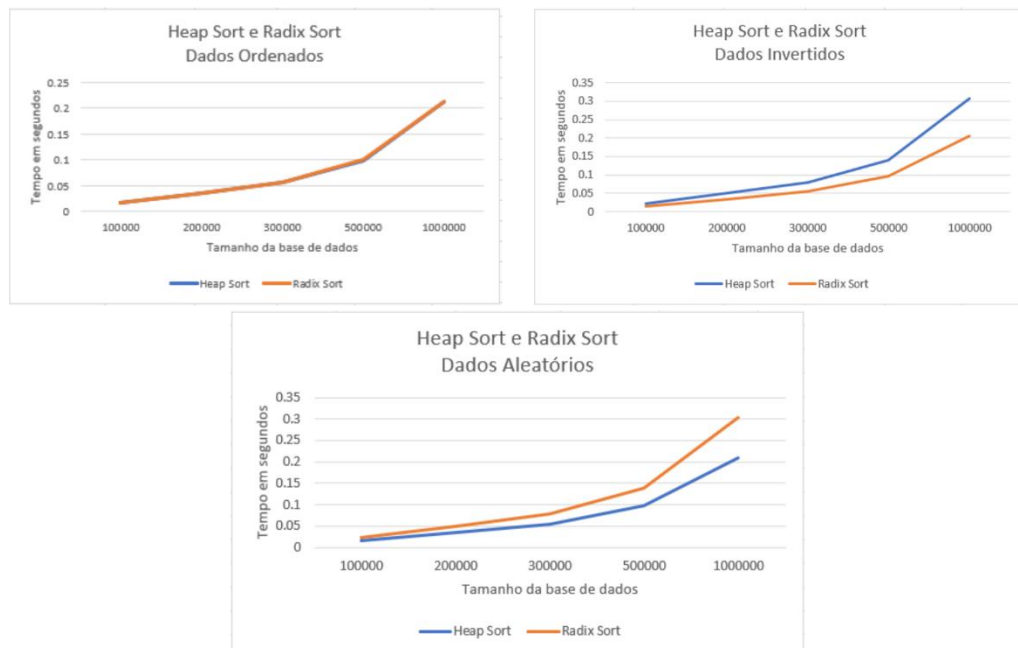 Heap Sort e Radix Sort
Dados Ordenados
Tempo em segundos
0.25
0.2
0.15
0.1
0.05
0
100000 200000 300000 500000 1000000
Tamanho da base de dados
Heap Sort Radix Sort
Heap Sort e Radix Sort
Dados Invertidos
Tempo em segundos
0.35
0.3
0.25
0.2
0.15
0.1
0.05
0
100000 200000 300000 500000 1000000
Tamanho da base de dados
Heap Sort Radix Sort
Heap Sort e Radix Sort
Dados Aleatórios
Tempo em segundos
0.35
0.3
0.25
0.2
0.15
0.1
0.05
0
100000 200000 300000 500000 1000000
Tamanho da base de dados
Heap Sort Radix Sort